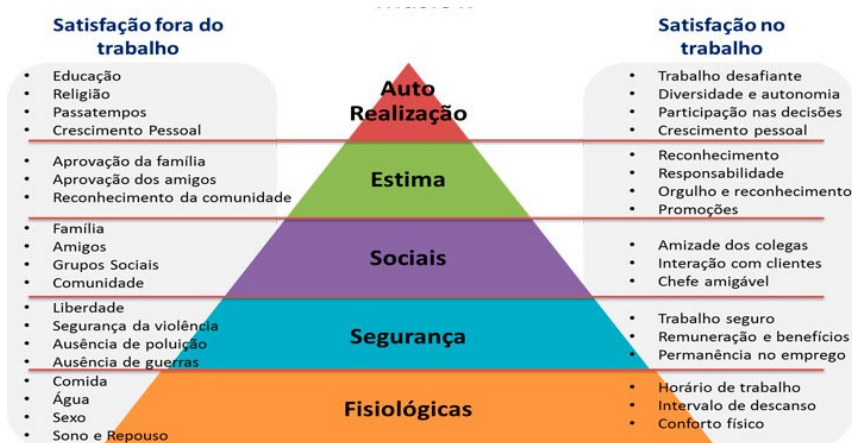 Satisfação fora do
trabalho
Satisfação no
trabalho
• Educação
• Religião
• Passatempos
• Crescimento Pessoal
Auto
Realização
• Trabalho desafiante
• Diversidade e autonomia
• Participação nas decisões
• Crescimento pessoal
• Aprovação da família
• Aprovação dos amigos
• Reconhecimento da comunidade
Estima
• Reconhecimento
• Responsabilidade
• Orgulho e reconhecimento
• Promoções
• Família
• Amigos
• Grupos Sociais
• Comunidade
Sociais
• Amizade dos colegas
• Interação com clientes
• Chefe amigável
• Liberdade
• Segurança da violência
• Ausência de poluição
• Ausência de guerras
Segurança
• Trabalho seguro
• Remuneração e benefícios
• Permanência no emprego
• Comida
• Água
• Sexo
• Sono e Repouso
Fisiológicas
• Horário de trabalho
• Intervalo de descanso
• Conforto físico